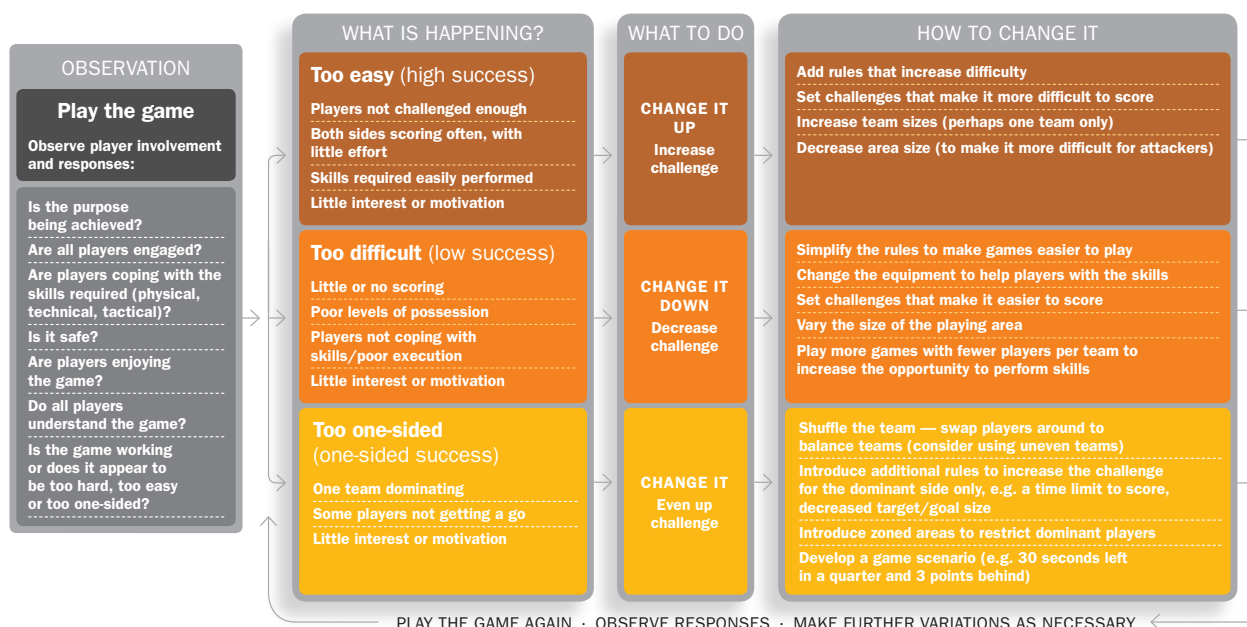 OBSERVATION
Play the game
Observe player involvement
and responses:
Is the purpose
being achieved?
Are all players engaged?
Are players coping with the
skills required (physical,
technical, tactical)?
Is it safe?
Are players enjoying
the game?
Do all players
understand the game?
Is the game working
or does it appear to
be too hard, too easy
or too one-sided?
WHAT IS HAPPENING?
WHAT TO DO
HOW TO CHANGE IT
Too easy (high success)
Players not challenged enough
Both sides scoring often, with
little effort
Skills required easily performed
Little interest or motivation
CHANGE IT
UP
Increase
challenge
Add rules that increase difficulty
Set challenges that make it more difficult to score
Increase team sizes (perhaps one team only)
Decrease area size (to make it more difficult for attackers)
Too difficult (low success)
Little or no scoring
Poor levels of possession
Players not coping with
skills/poor execution
Little interest or motivation
CHANGE IT
DOWN
Decrease
challenge
Simplify the rules to make games easier to play
Change the equipment to help players with the skills
Set challenges that make it easier to score
Vary the size of the playing area
Play more games with fewer players per team to
increase the opportunity to perform skills
Too one-sided
(one-sided success)
One team dominating
Some players not getting a go
Little interest or motivation
CHANGE IT
Even up
challenge
Shuffle the team — swap players around to
balance teams (consider using uneven teams)
Introduce additional rules to increase the challenge
for the dominant side only, e.g. a time limit to score,
decreased target/goal size
Introduce zoned areas to restrict dominant players
Develop a game scenario (e.g. 30 seconds left
in a quarter and 3 points behind)
PLAY THE GAME AGAIN · OBSERVE RESPONSES · MAKE FURTHER VARIATIONS AS NECESSARY